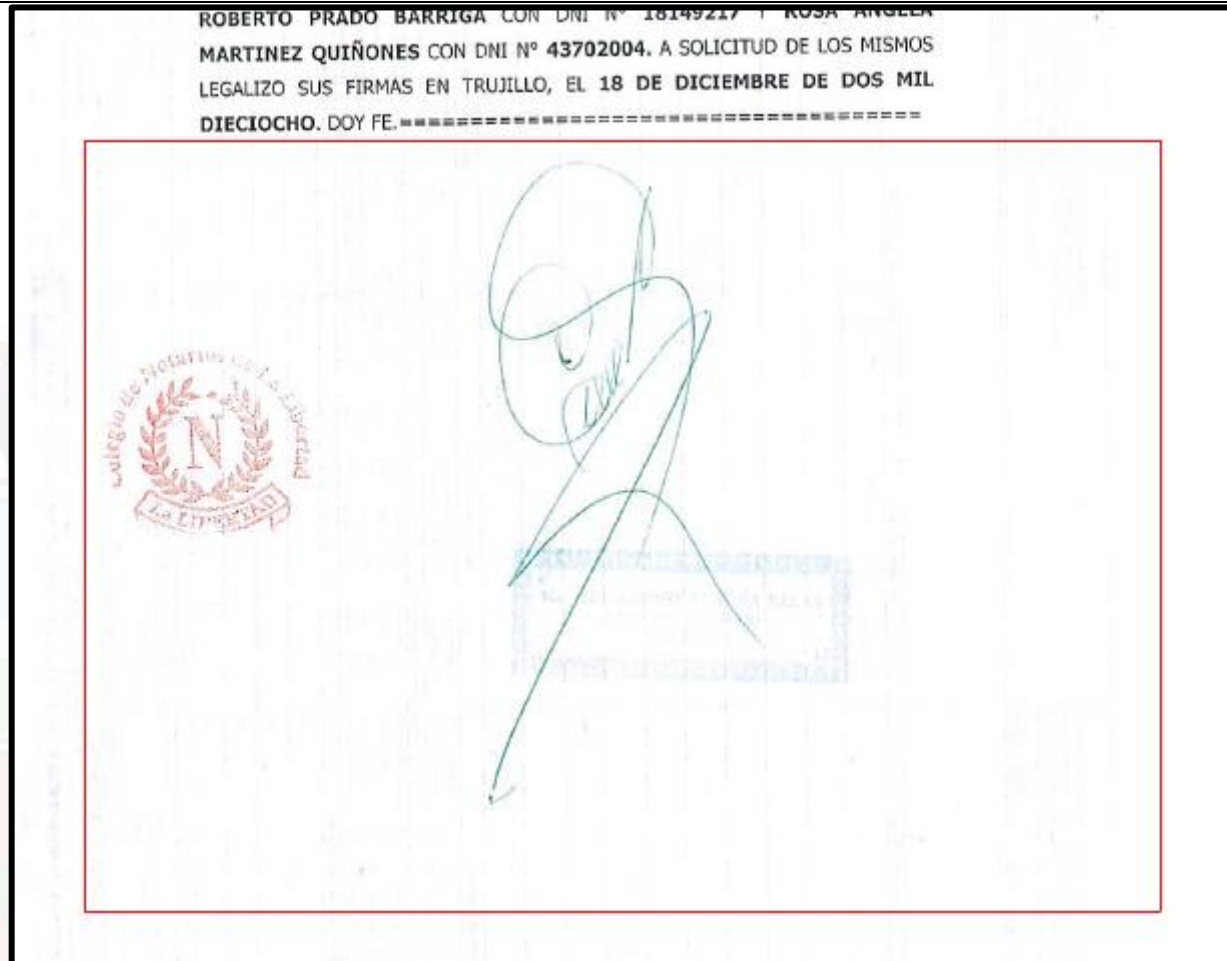 ROBERTO PRADO BARRIGA CON DNI N° 18149217 Y ROSA ANGELA
MARTINEZ QUIÑONES CON DNI N° 43702004. A SOLICITUD DE LOS MISMOS
LEGALIZO SUS FIRMAS EN TRUJILLO, EL 18 DE DICIEMBRE DE DOS MIL
DIECIOCHO. DOY FE.=====================================
Colegio de Notarios de La Libertad
N
La LIBERTAD